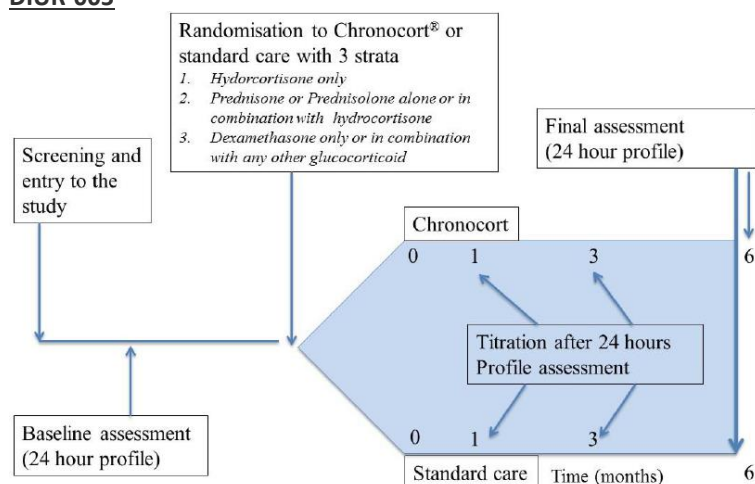 DIUR-005
Randomisation to Chronocort® or
standard care with 3 strata
1. Hydorcortisone only
2. Prednisone or Prednisolone alone or in
combination with hydrocortisone
3. Dexamethasone only or in combination
with any other glucocorticoid
Screening and
entry to the
study
Final assessment
(24 hour profile)
Chronocort
0 1 3 6
Titration after 24 hours
Profile assessment
Baseline assessment
(24 hour profile)
0 1 3 6
Standard care Time (months)